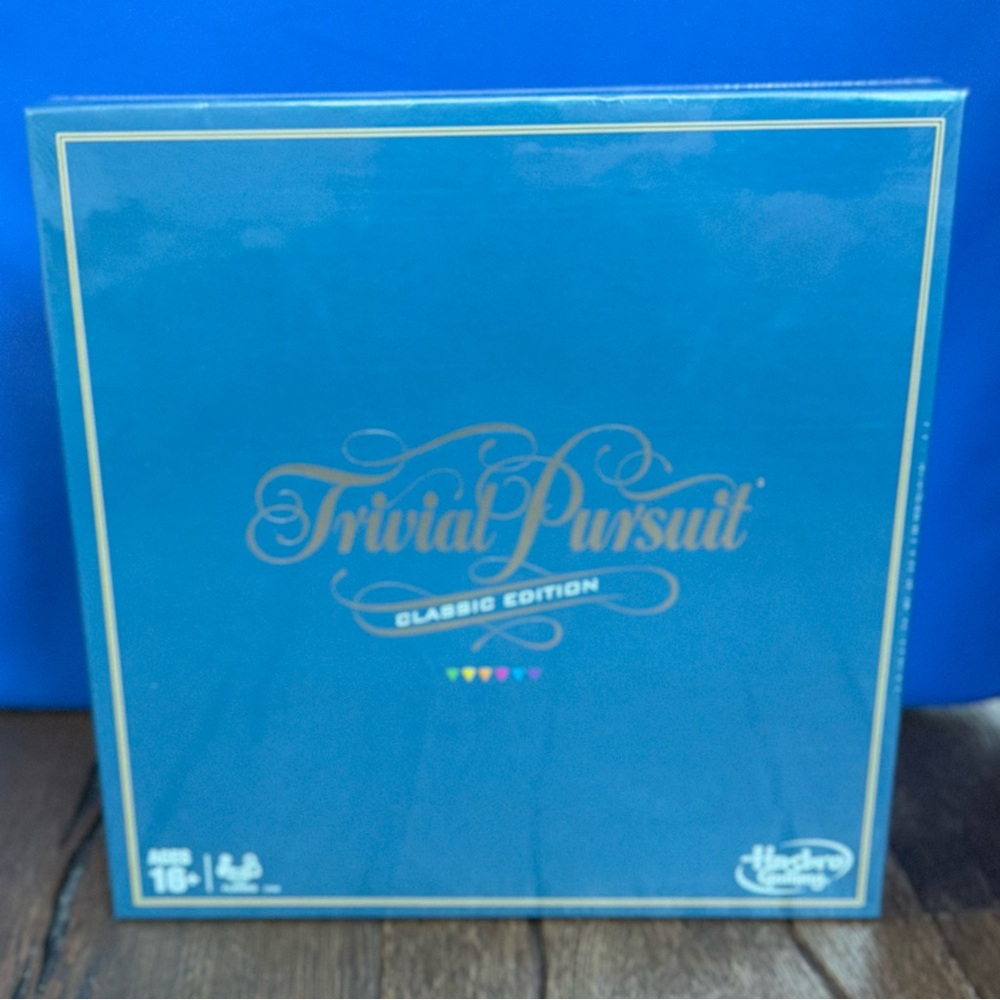 Trivial Pursuit
CLASSIC EDITION
AGES
16+
Hasbro
Gaming